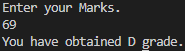 Enter your Marks.
69
You have obtained D grade.